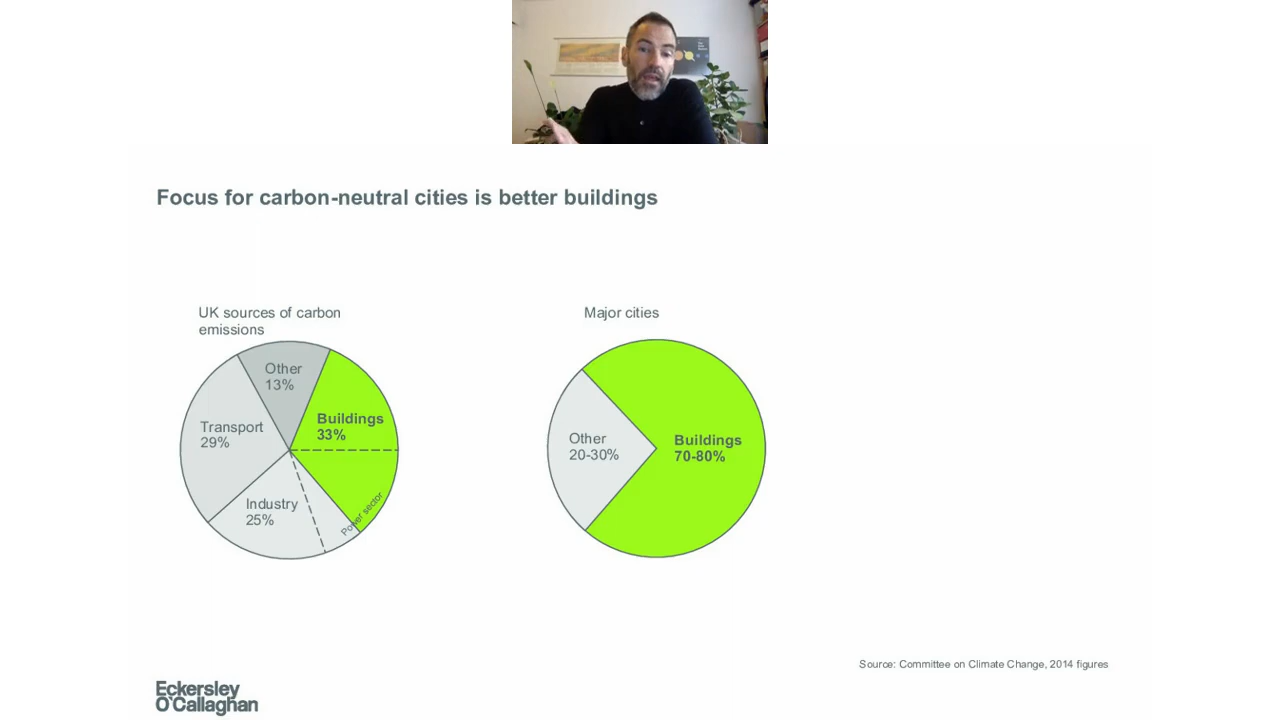 Focus for carbon-neutral cities is better buildings
UK sources of carbon
emissions
Other
13%
Buildings
33%
Transport
29%
Industry
25%
Power sector
Major cities
Other
20-30%
Buildings
70-80%
Source: Committee on Climate Change, 2014 figures
Eckersley
O'Callaghan